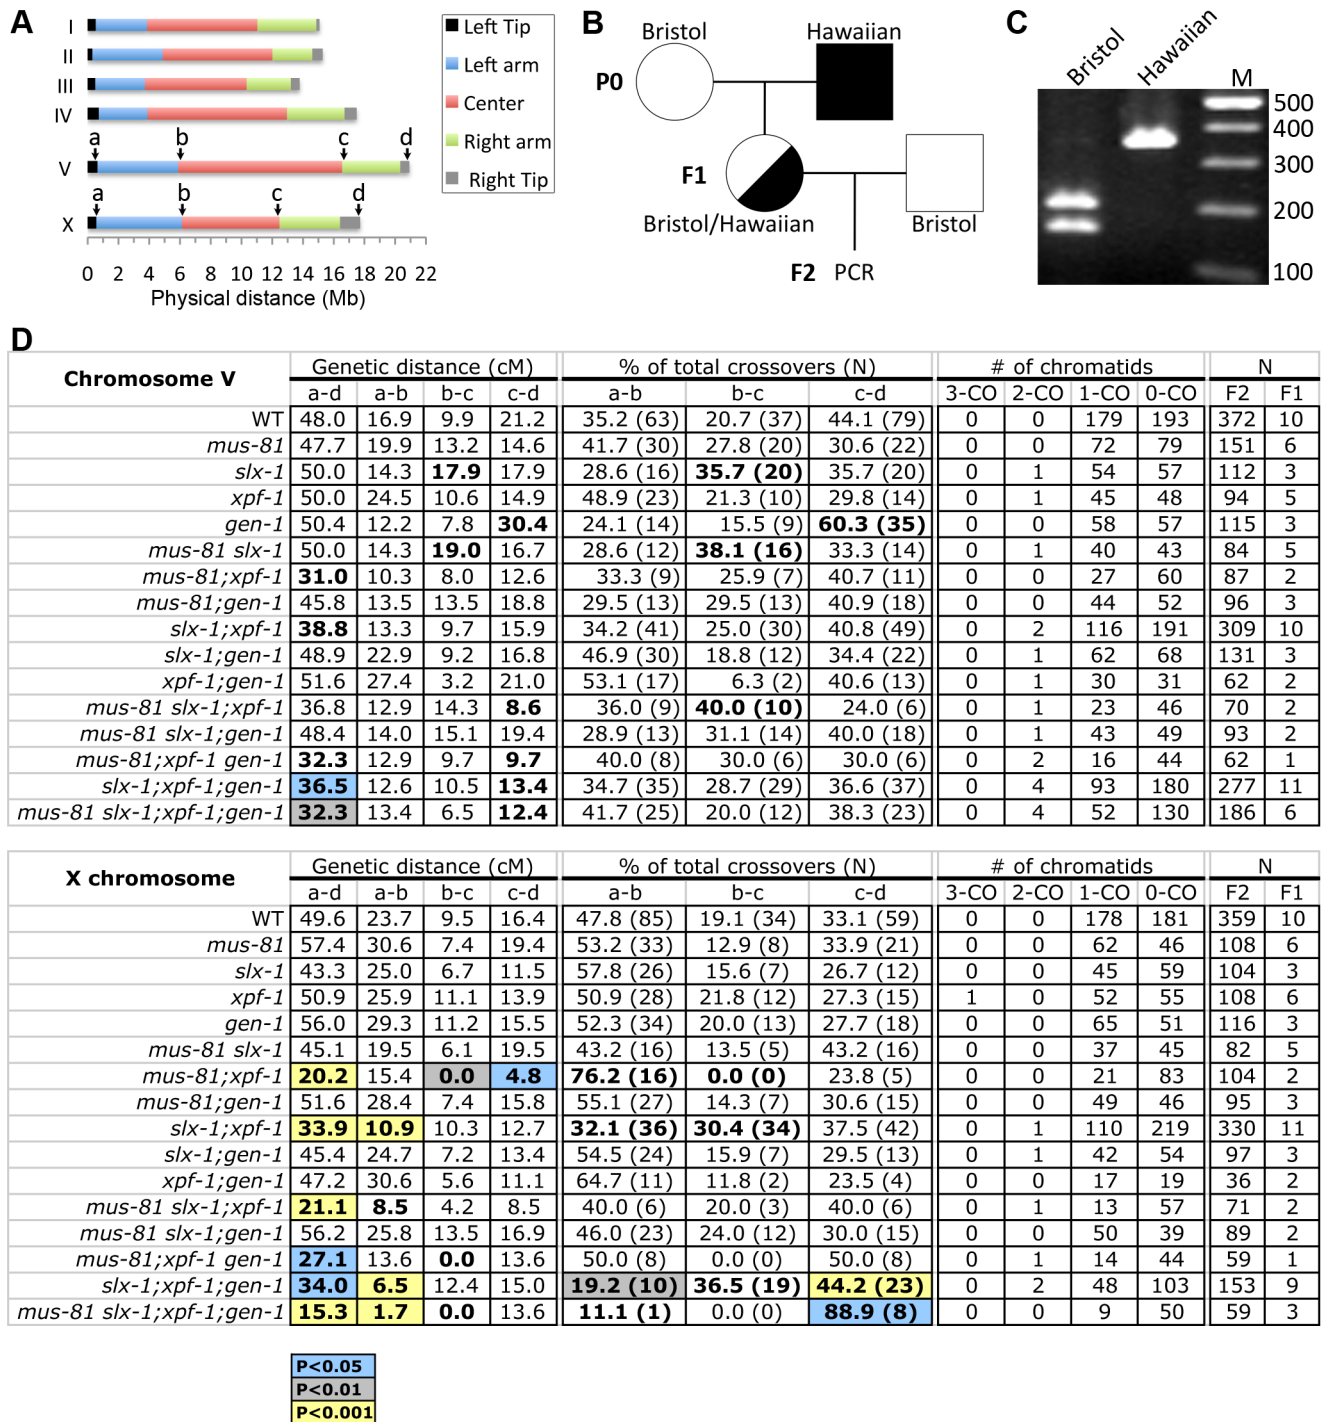 A
I
II
III
IV
a b c d
V
a b c d
X
0 2 4 6 8 10 12 14 16 18 20 22
Physical distance (Mb)
Left Tip
Left arm
Center
Right arm
Right Tip
B
Bristol Hawaiian
P0
F1
Bristol/Hawaiian Bristol
F2 PCR
C
Bristol Hawaiian M
500
400
300
200
100
D
Chromosome V Genetic distance (cM) % of total crossovers (N) # of chromatids N
a-d a-b b-c c-d a-b b-c c-d 3-CO 2-CO 1-CO 0-CO F2 F1
WT 48.0 16.9 9.9 21.2 35.2 (63) 20.7 (37) 44.1 (79) 0 0 179 193 372 10
mus-81 47.7 19.9 13.2 14.6 41.7 (30) 27.8 (20) 30.6 (22) 0 0 72 79 151 6
slx-1 50.0 14.3 17.9 17.9 28.6 (16) 35.7 (20) 35.7 (20) 0 1 54 57 112 3
xpf-1 50.0 24.5 10.6 14.9 48.9 (23) 21.3 (10) 29.8 (14) 0 1 45 48 94 5
gen-1 50.4 12.2 7.8 30.4 24.1 (14) 15.5 (9) 60.3 (35) 0 0 58 57 115 3
mus-81 slx-1 50.0 14.3 19.0 16.7 28.6 (12) 38.1 (16) 33.3 (14) 0 1 40 43 84 5
mus-81;xpf-1 31.0 10.3 8.0 12.6 33.3 (9) 25.9 (7) 40.7 (11) 0 0 27 60 87 2
mus-81;gen-1 45.8 13.5 13.5 18.8 29.5 (13) 29.5 (13) 40.9 (18) 0 0 44 52 96 3
slx-1;xpf-1 38.8 13.3 9.7 15.9 34.2 (41) 25.0 (30) 40.8 (49) 0 2 116 191 309 10
slx-1;gen-1 48.9 22.9 9.2 16.8 46.9 (30) 18.8 (12) 34.4 (22) 0 1 62 68 131 3
xpf-1;gen-1 51.6 27.4 3.2 21.0 53.1 (17) 6.3 (2) 40.6 (13) 0 1 30 31 62 2
mus-81 slx-1;xpf-1 36.8 12.9 14.3 8.6 36.0 (9) 40.0 (10) 24.0 (6) 0 1 23 46 70 2
mus-81 slx-1;gen-1 48.4 14.0 15.1 19.4 28.9 (13) 31.1 (14) 40.0 (18) 0 1 43 49 93 2
mus-81;xpf-1 gen-1 32.3 12.9 9.7 9.7 40.0 (8) 30.0 (6) 30.0 (6) 0 2 16 44 62 1
slx-1;xpf-1;gen-1 36.5 12.6 10.5 13.4 34.7 (35) 28.7 (29) 36.6 (37) 0 4 93 180 277 11
mus-81 slx-1;xpf-1;gen-1 32.3 13.4 6.5 12.4 41.7 (25) 20.0 (12) 38.3 (23) 0 4 52 130 186 6
X chromosome Genetic distance (cM) % of total crossovers (N) # of chromatids N
a-d a-b b-c c-d a-b b-c c-d 3-CO 2-CO 1-CO 0-CO F2 F1
WT 49.6 23.7 9.5 16.4 47.8 (85) 19.1 (34) 33.1 (59) 0 0 178 181 359 10
mus-81 57.4 30.6 7.4 19.4 53.2 (33) 12.9 (8) 33.9 (21) 0 0 62 46 108 6
slx-1 43.3 25.0 6.7 11.5 57.8 (26) 15.6 (7) 26.7 (12) 0 0 45 59 104 3
xpf-1 50.9 25.9 11.1 13.9 50.9 (28) 21.8 (12) 27.3 (15) 1 0 52 55 108 6
gen-1 56.0 29.3 11.2 15.5 52.3 (34) 20.0 (13) 27.7 (18) 0 0 65 51 116 3
mus-81 slx-1 45.1 19.5 6.1 19.5 43.2 (16) 13.5 (5) 43.2 (16) 0 0 37 45 82 5
mus-81;xpf-1 20.2 15.4 0.0 4.8 76.2 (16) 0.0 (0) 23.8 (5) 0 0 21 83 104 2
mus-81;gen-1 51.6 28.4 7.4 15.8 55.1 (27) 14.3 (7) 30.6 (15) 0 0 49 46 95 3
slx-1;xpf-1 33.9 10.9 10.3 12.7 32.1 (36) 30.4 (34) 37.5 (42) 0 1 110 219 330 11
slx-1;gen-1 45.4 24.7 7.2 13.4 54.5 (24) 15.9 (7) 29.5 (13) 0 1 42 54 97 3
xpf-1;gen-1 47.2 30.6 5.6 11.1 64.7 (11) 11.8 (2) 23.5 (4) 0 0 17 19 36 2
mus-81 slx-1;xpf-1 21.1 8.5 4.2 8.5 40.0 (6) 20.0 (3) 40.0 (6) 0 1 13 57 71 2
mus-81 slx-1;gen-1 56.2 25.8 13.5 16.9 46.0 (23) 24.0 (12) 30.0 (15) 0 0 50 39 89 2
mus-81;xpf-1 gen-1 27.1 13.6 0.0 13.6 50.0 (8) 0.0 (0) 50.0 (8) 0 1 14 44 59 1
slx-1;xpf-1;gen-1 34.0 6.5 12.4 15.0 19.2 (10) 36.5 (19) 44.2 (23) 0 2 48 103 153 9
mus-81 slx-1;xpf-1;gen-1 15.3 1.7 0.0 13.6 11.1 (1) 0.0 (0) 88.9 (8) 0 0 9 50 59 3
P<0.05
P<0.01
P<0.001